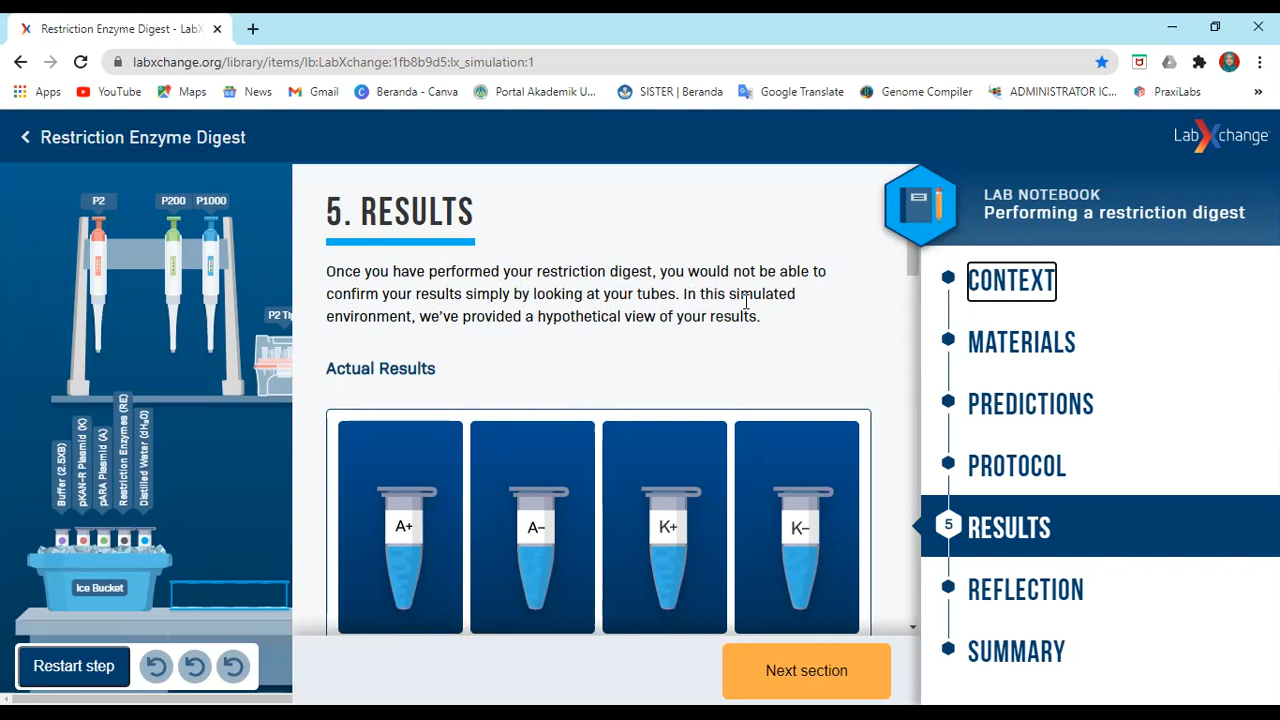 Restriction Enzyme Digest - LabX
labxchange.org/library/items/lb:LabXchange:1fb8b9d5:lx_simulation:1
Apps
YouTube
Maps
News
Gmail
Beranda - Canva
Portal Akademik U...
SISTER | Beranda
Google Translate
Genome Compiler
ADMINISTRATOR IC...
PraxiLabs
»
Restriction Enzyme Digest
LabXchange
P2
P200
P1000
P2 Ti
Buffer (2.5XB)
pKAN-R Plasmid (K)
pARA Plasmid (A)
Restriction Enzymes (RE)
Distilled Water (dH₂O)
Ice Bucket
Restart step
5. RESULTS
Once you have performed your restriction digest, you would not be able to
confirm your results simply by looking at your tubes. In this simulated
environment, we've provided a hypothetical view of your results.
Actual Results
A+
A−
K+
K−
Next section
LAB NOTEBOOK
Performing a restriction digest
CONTEXT
MATERIALS
PREDICTIONS
PROTOCOL
5 RESULTS
REFLECTION
SUMMARY